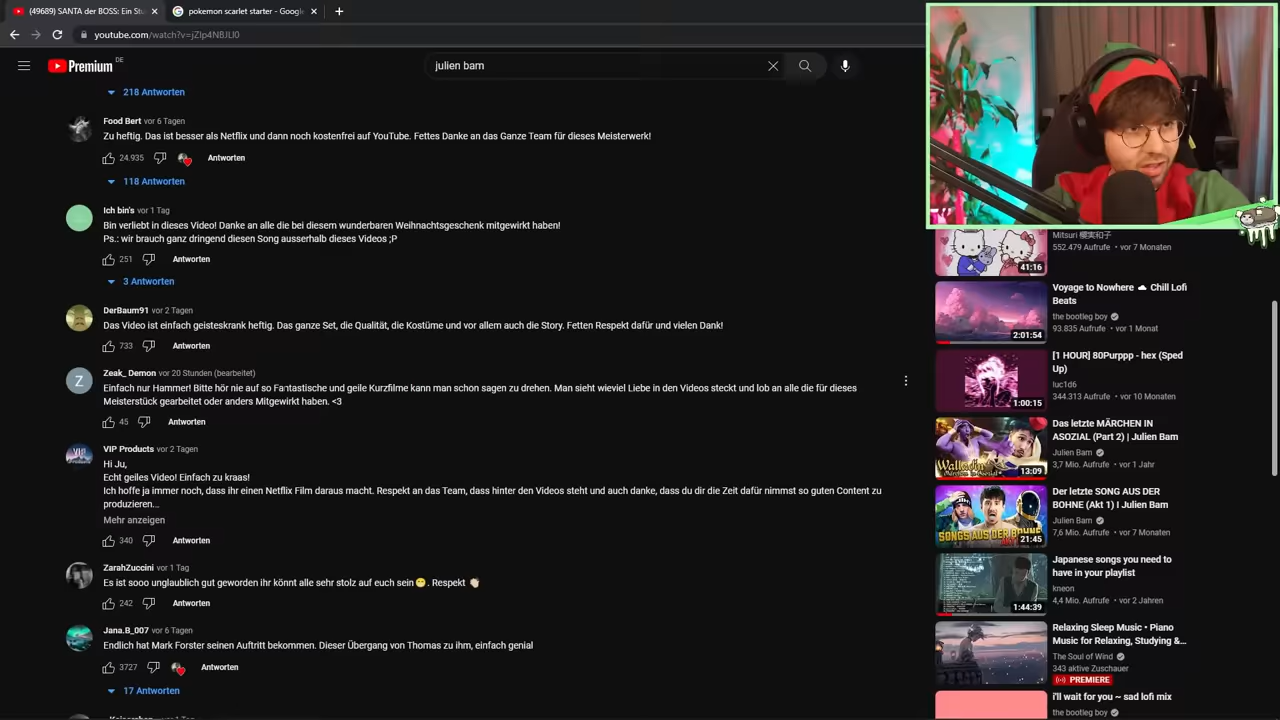 (49689) SANTA der BOSS: Ein Stu
pokemon scarlet starter - Google
youtube.com/watch?v=jZIp4N8JLI0
Premium DE
julien bam
218 Antworten
Food Bert vor 6 Tagen
Zu heftig. Das ist besser als Netflix und dann noch kostenfrei auf YouTube. Fettes Danke an das Ganze Team für dieses Meisterwerk!
24.935 Antworten
118 Antworten
Ich bin's vor 1 Tag
Bin verliebt in dieses Video! Danke an alle die bei diesem wunderbaren Weihnachtsgeschenk mitgewirkt haben!
Ps.: wir brauch ganz dringend diesen Song ausserhalb dieses Videos ;P
251 Antworten
3 Antworten
DerBaum91 vor 2 Tagen
Das Video ist einfach geisteskrank heftig. Das ganze Set, die Qualität, die Kostüme und vor allem auch die Story. Fetten Respekt dafür und vielen Dank!
733 Antworten
Z
Zeak_ Demon vor 20 Stunden (bearbeitet)
Einfach nur Hammer! Bitte hör nie auf so Fantastische und geile Kurzfilme kann man schon sagen zu drehen. Man sieht wieviel Liebe in den Videos steckt und lob an alle die für dieses
Meisterstück gearbeitet oder anders Mitgewirkt haben. <3
45 Antworten
VIP
VIP Products vor 2 Tagen
Hi Ju,
Echt geiles Video! Einfach zu kraas!
Ich hoffe ja immer noch, dass ihr einen Netflix Film daraus macht. Respekt an das Team, dass hinter den Videos steht und auch danke, dass du dir die Zeit dafür nimmst so guten Content zu
produzieren...
Mehr anzeigen
340 Antworten
ZarahZuccini vor 1 Tag
Es ist sooo unglaublich gut geworden ihr könnt alle sehr stolz auf euch sein😁. Respekt 👏🏻
242 Antworten
Jana.B_007 vor 6 Tagen
Endlich hat Mark Forster seinen Auftritt bekommen. Dieser Übergang von Thomas zu ihm, einfach genial
3727 Antworten
17 Antworten
Mitsuri 櫻実和子
552.479 Aufrufe • vor 7 Monaten
41:16
Voyage to Nowhere ☁ Chill Lofi
Beats
the bootleg boy
93.835 Aufrufe • vor 1 Monat
2:01:54
[1 HOUR] 80Purppp - hex (Sped
Up)
luc1d6
344.313 Aufrufe • vor 10 Monaten
1:00:15
Das letzte MÄRCHEN IN
ASOZIAL (Part 2) | Julien Bam
Julien Bam
3,7 Mio. Aufrufe • vor 1 Jahr
Walladin
13:09
Der letzte SONG AUS DER
BOHNE (Akt 1) I Julien Bam
Julien Bam
7,6 Mio. Aufrufe • vor 7 Monaten
SONGS AUS DER BOHNE
21:45
Japanese songs you need to
have in your playlist
kneon
4,4 Mio. Aufrufe • vor 2 Jahren
1:44:39
Relaxing Sleep Music • Piano
Music for Relaxing, Studying &...
The Soul of Wind
343 aktive Zuschauer
PREMIERE
i'll wait for you ~ sad lofi mix
the bootleg boy